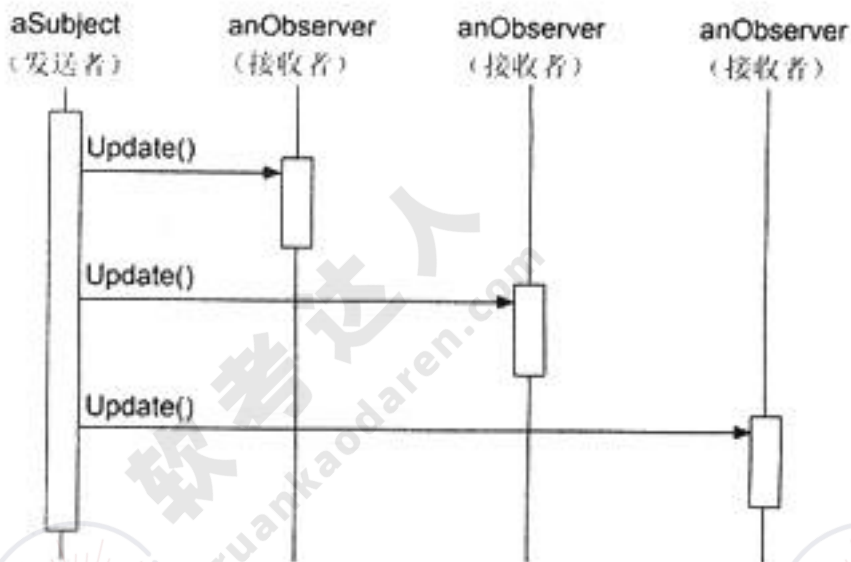 aSubject anObserver anObserver anObserver
（发送者） （接收者） （接收者） （接收者）
Update()
Update()
Update()
软考达人
ruankaodaren.com